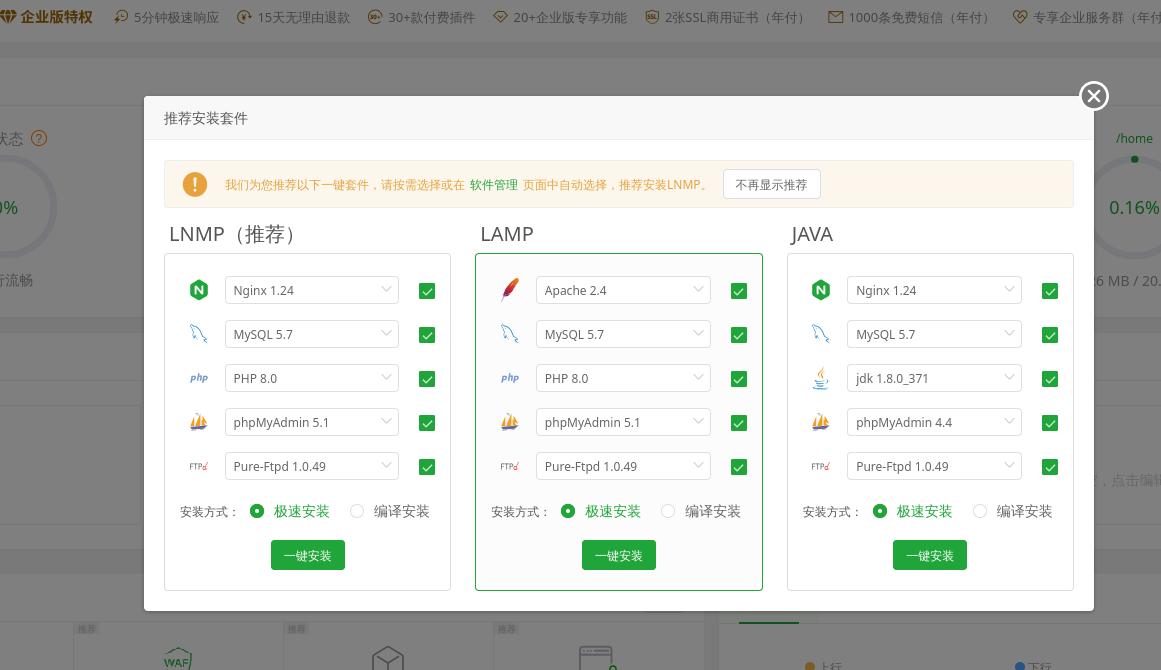 企业版特权 5分钟极速响应 15天无理由退款 30+款付费插件 20+企业版专享功能 2张SSL商用证书（年付） 1000条免费短信（年付） 专享企业服务群（年付
推荐安装套件
状态
/home
我们为您推荐以下一键套件，请按需选择或在 软件管理 页面中自动选择，推荐安装LNMP。 不再显示推荐
0%
0.16%
LNMP（推荐） LAMP JAVA
行流畅
26 MB / 20.
Nginx 1.24 Apache 2.4 Nginx 1.24
MySQL 5.7 MySQL 5.7 MySQL 5.7
php PHP 8.0 php PHP 8.0 jdk 1.8.0_371
phpMyAdmin 5.1 phpMyAdmin 5.1 phpMyAdmin 4.4
FTP Pure-Ftpd 1.0.49 FTP Pure-Ftpd 1.0.49 FTP Pure-Ftpd 1.0.49
，点击编辑
安装方式： 极速安装 编译安装 安装方式： 极速安装 编译安装 安装方式： 极速安装 编译安装
一键安装 一键安装 一键安装
推荐 推荐 推荐
WAF
上行 下行